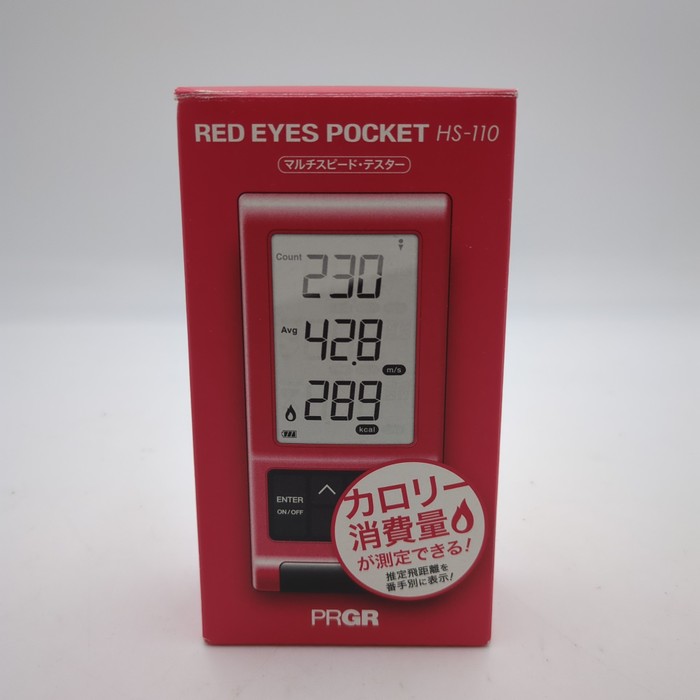 RED EYES POCKET HS-110
マルチスピード・テスター
Count 230
Avg 42.8
m/s
289
kcal
ENTER
ON/OFF
カロリー
消費量
が測定できる!
推定飛距離を
番手別に表示!
PRGR